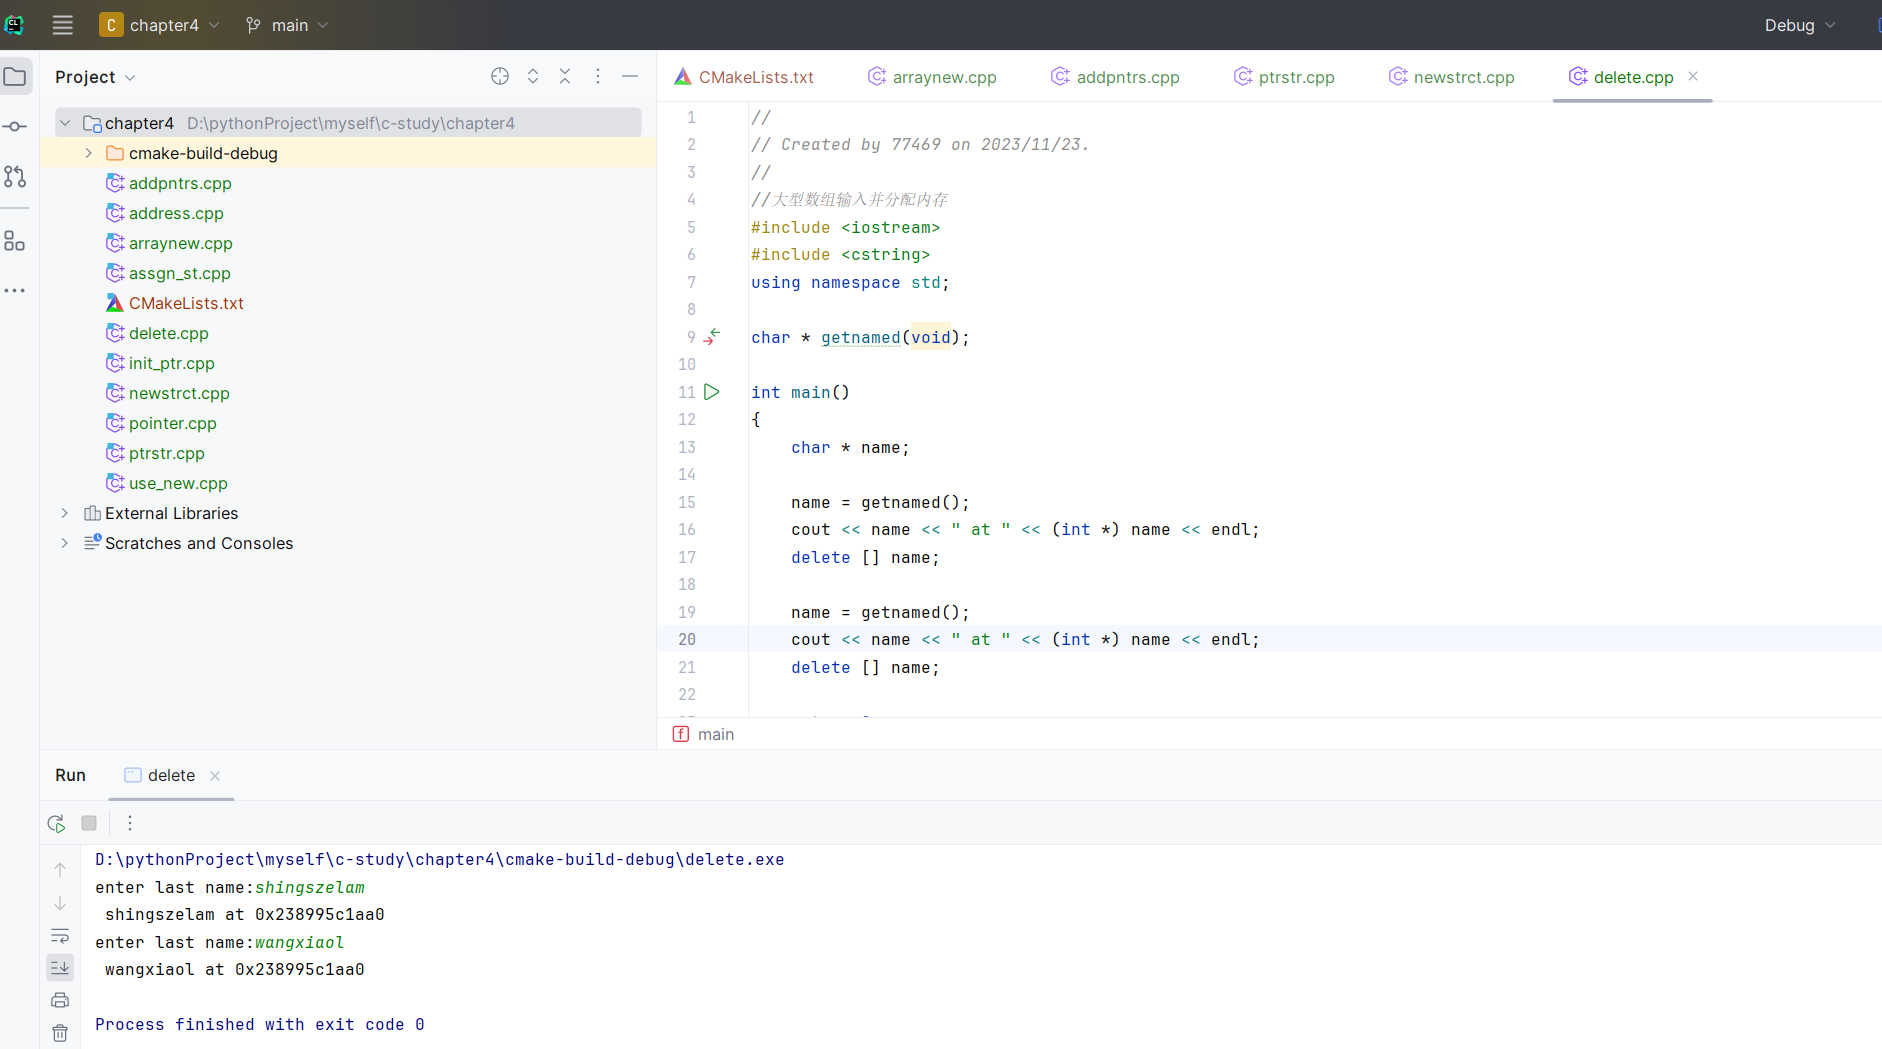 CL
C chapter4 main Debug
Project
CMakeLists.txt arraynew.cpp addpntrs.cpp ptrstr.cpp newstrct.cpp delete.cpp
chapter4 D:\pythonProject\myself\c-study\chapter4
cmake-build-debug
addpntrs.cpp
address.cpp
arraynew.cpp
assgn_st.cpp
CMakeLists.txt
delete.cpp
init_ptr.cpp
newstrct.cpp
pointer.cpp
ptrstr.cpp
use_new.cpp
External Libraries
Scratches and Consoles
1 //
2 // Created by 77469 on 2023/11/23.
3 //
4 //大型数组输入并分配内存
5 #include <iostream>
6 #include <cstring>
7 using namespace std;
8
9 char * getnamed(void);
10
11 int main()
12 {
13 char * name;
14
15 name = getnamed();
16 cout << name << " at " << (int *) name << endl;
17 delete [] name;
18
19 name = getnamed();
20 cout << name << " at " << (int *) name << endl;
21 delete [] name;
22
f main
Run delete
D:\pythonProject\myself\c-study\chapter4\cmake-build-debug\delete.exe
enter last name:shingszelam
shingszelam at 0x238995c1aa0
enter last name:wangxiaol
wangxiaol at 0x238995c1aa0
Process finished with exit code 0